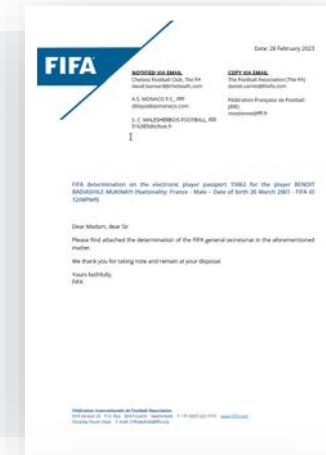 FIFA
Date: 28 February 2023
NOTIFIED VIA EMAIL
Chelsea Football Club, The FA
COPY VIA EMAIL
The Football Association (The FA)
A.S. MONACO F.C., FFF
Fédération Française de Football
(FFF)
S. C MALESHERBOIS FOOTBALL, FFF
FIFA determination on the electronic player passport 15662 for the player BENOIT
BADIASHILE MUKINAYI (Nationality: France - Male - Date of birth 26 March 2001 - FIFA ID
Dear Madam, dear Sir
Please find attached the determination of the FIFA general secretariat in the aforementioned
matter.
We thank you for taking note and remain at your disposal.
Yours faithfully,
FIFA
Fédération Internationale de Football Association